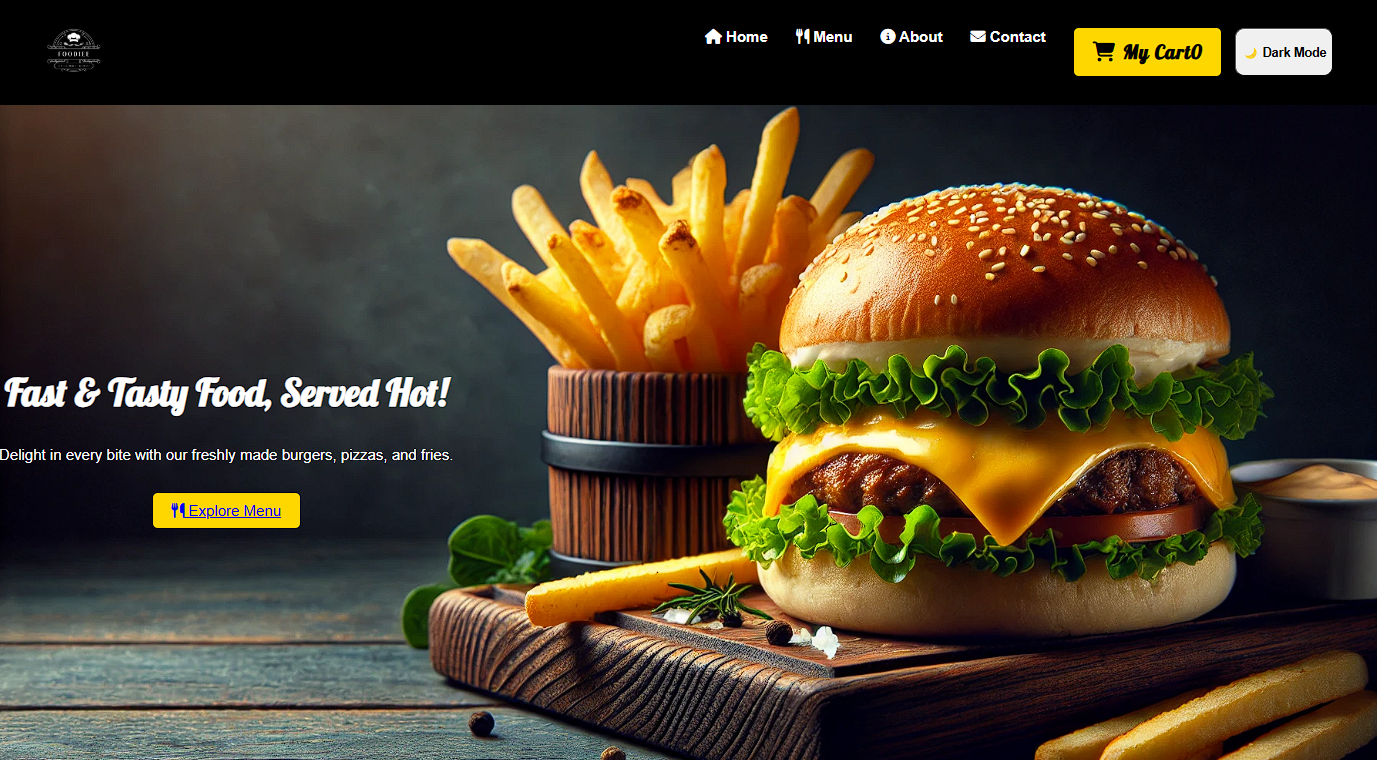 FOODIEE
Home
Menu
About
Contact
My Cart0
Dark Mode
Fast & Tasty Food, Served Hot!
Delight in every bite with our freshly made burgers, pizzas, and fries.
Explore Menu